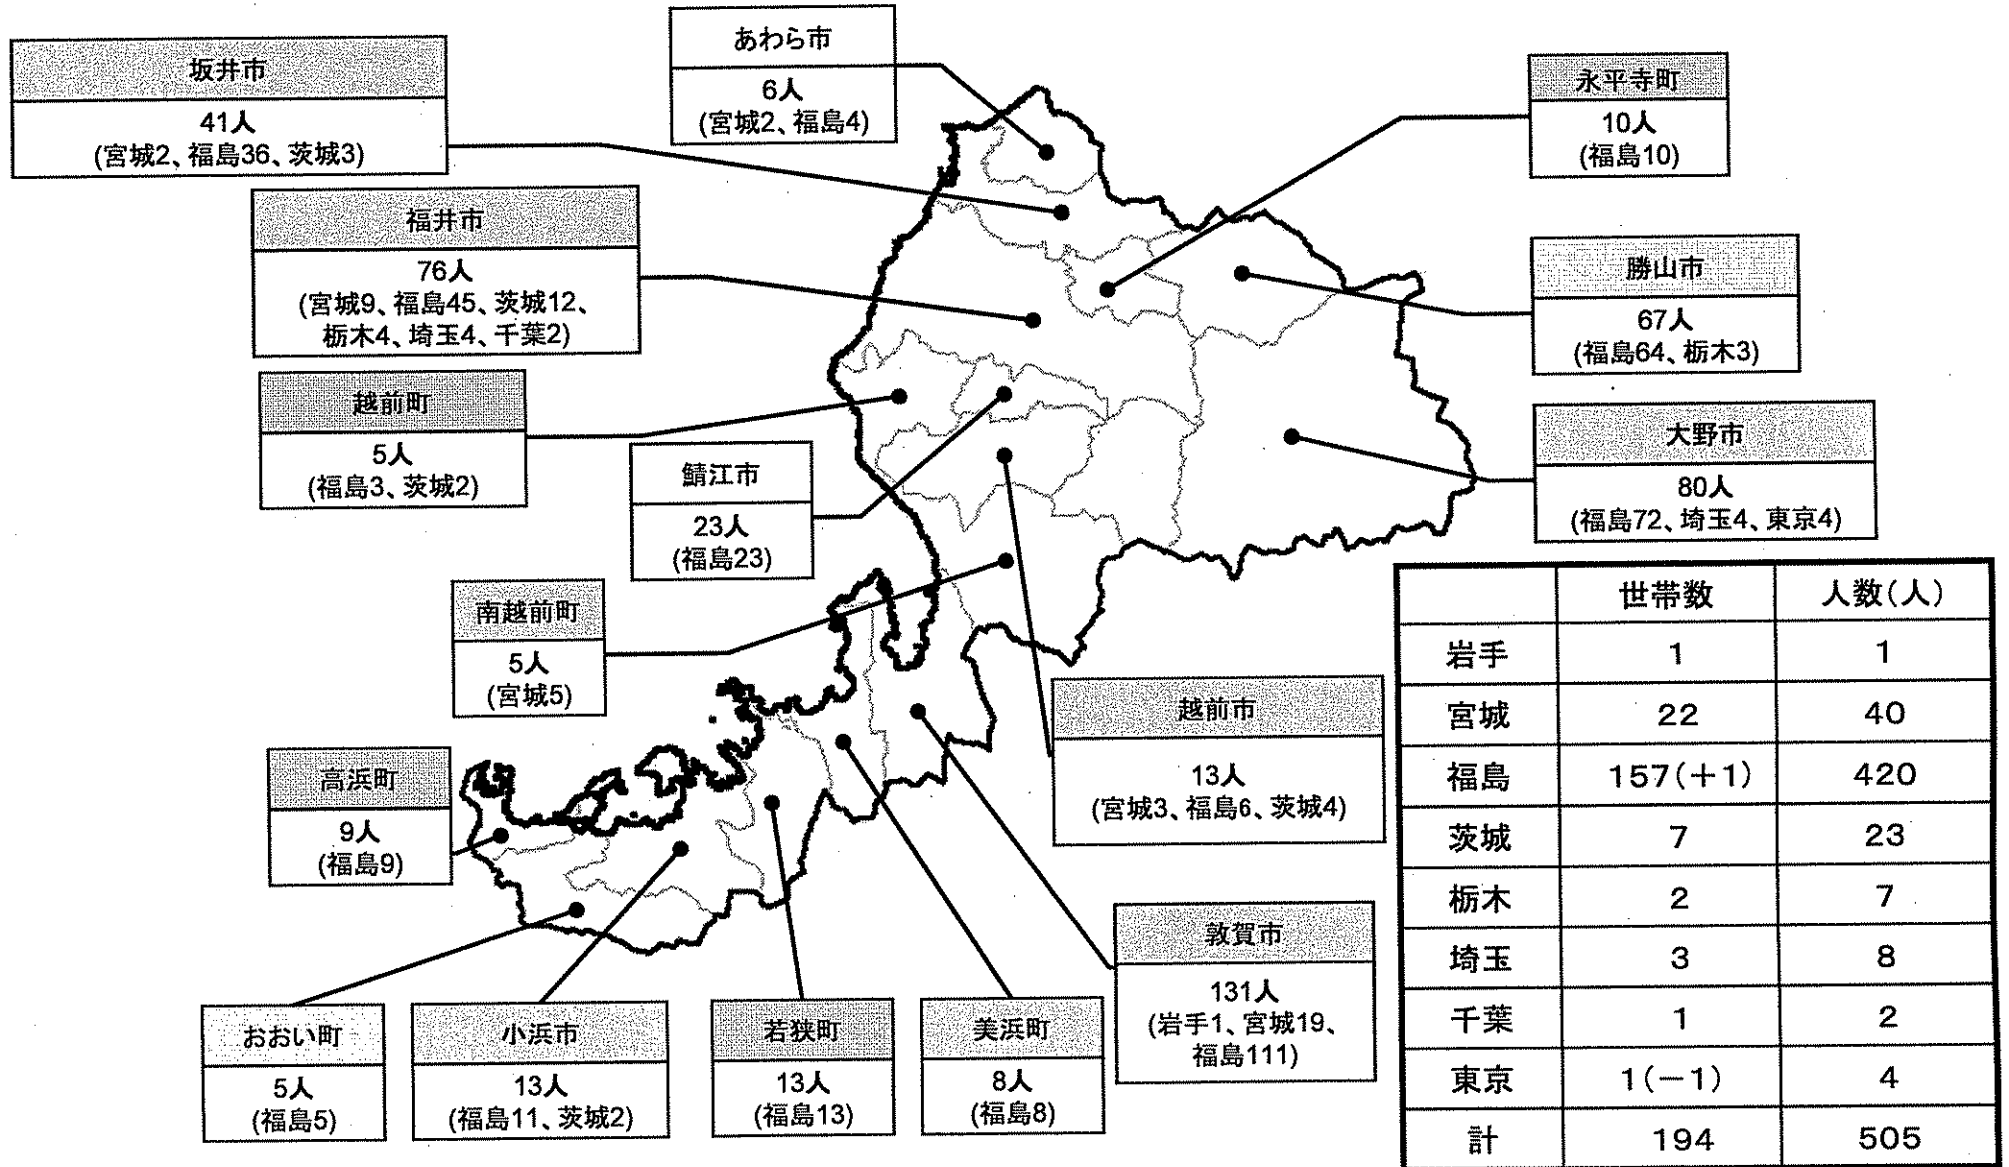 坂井市
41人
(宮城2、福島36、茨城3)
あわら市
6人
(宮城2、福島4)
永平寺町
10人
(福島10)
福井市
76人
(宮城9、福島45、茨城12、
栃木4、埼玉4、千葉2)
勝山市
67人
(福島64、栃木3)
越前町
5人
(福島3、茨城2)
鯖江市
23人
(福島23)
大野市
80人
(福島72、埼玉4、東京4)
南越前町
5人
(宮城5)
越前市
13人
(宮城3、福島6、茨城4)
高浜町
9人
(福島9)
敦賀市
131人
(岩手1、宮城19、
福島111)
おおい町
5人
(福島5)
小浜市
13人
(福島11、茨城2)
若狭町
13人
(福島13)
美浜町
8人
(福島8)
世帯数 人数(人)
岩手 1 1
宮城 22 40
福島 157(+1) 420
茨城 7 23
栃木 2 7
埼玉 3 8
千葉 1 2
東京 1(-1) 4
計 194 505